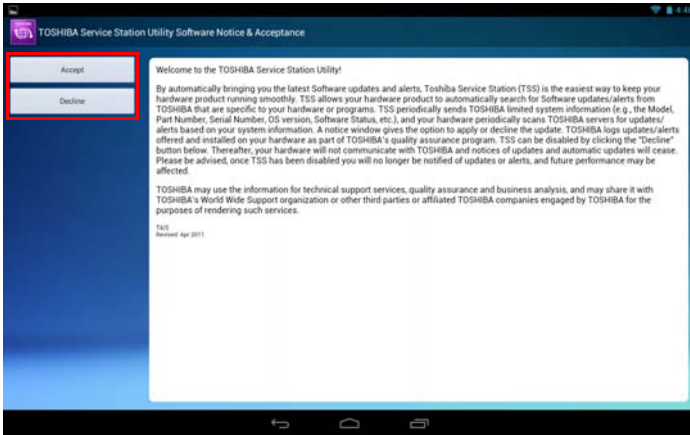 4:4
TOSHIBA
TOSHIBA Service Station Utility Software Notice & Acceptance
Accept
Decline
Welcome to the TOSHIBA Service Station Utility!
By automatically bringing you the latest Software updates and alerts, Toshiba Service Station (TSS) is the easiest way to keep your
hardware product running smoothly. TSS allows your hardware product to automatically search for Software updates/alerts from
TOSHIBA that are specific to your hardware or programs. TSS periodically sends TOSHIBA limited system information (e.g., the Model,
Part Number, Serial Number, OS version, Software Status, etc.), and your hardware periodically scans TOSHIBA servers for updates/
alerts based on your system information. A notice window gives the option to apply or decline the update. TOSHIBA logs updates/alerts
offered and installed on your hardware as part of TOSHIBA's quality assurance program. TSS can be disabled by clicking the "Decline"
button below. Thereafter, your hardware will not communicate with TOSHIBA and notices of updates and automatic updates will cease.
Please be advised, once TSS has been disabled you will no longer be notified of updates or alerts, and future performance may be
affected.
TOSHIBA may use the information for technical support services, quality assurance and business analysis, and may share it with
TOSHIBA's World Wide Support organization or other third parties or affiliated TOSHIBA companies engaged by TOSHIBA for the
purposes of rendering such services.
TAIS
Revised: Apr 2011